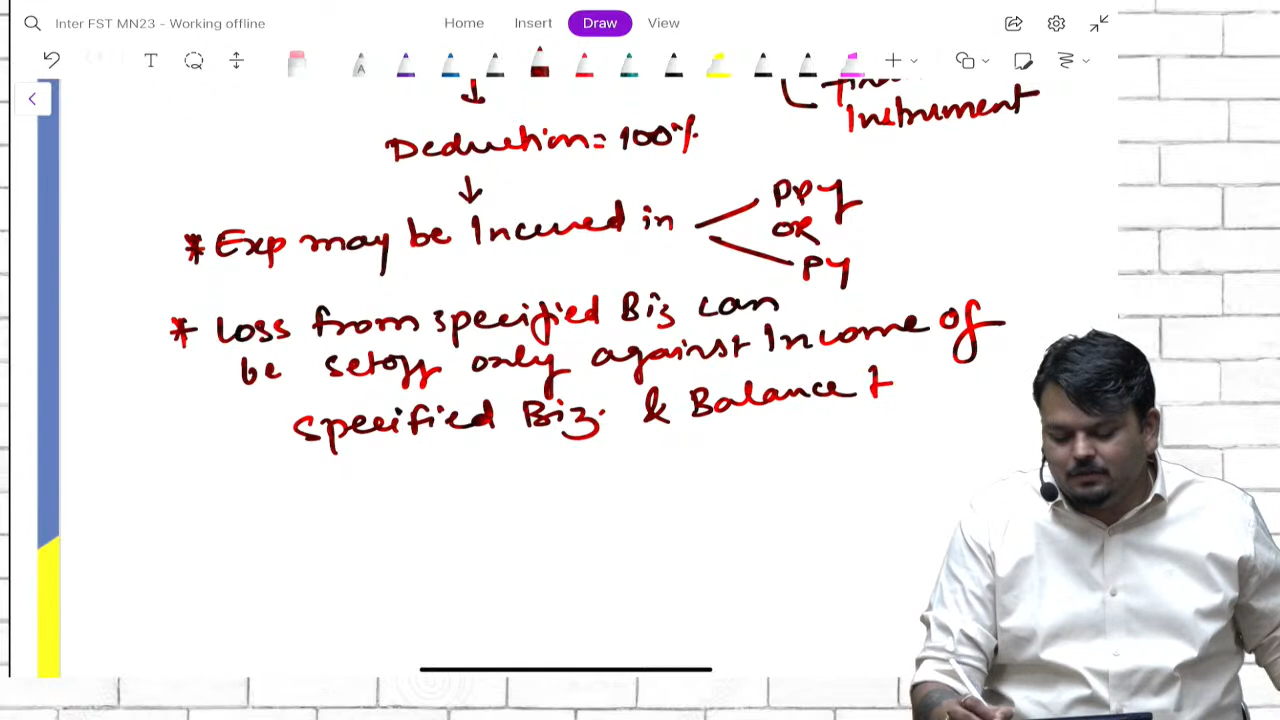 Inter FST MN23 - Working offline
Home Insert Draw View
Instrument
Deduction = 100%
* Exp may be Incurred in
PPY
OR
PY
* Loss from specified Biz can
be setoff only against Income of
specified Biz. & Balance